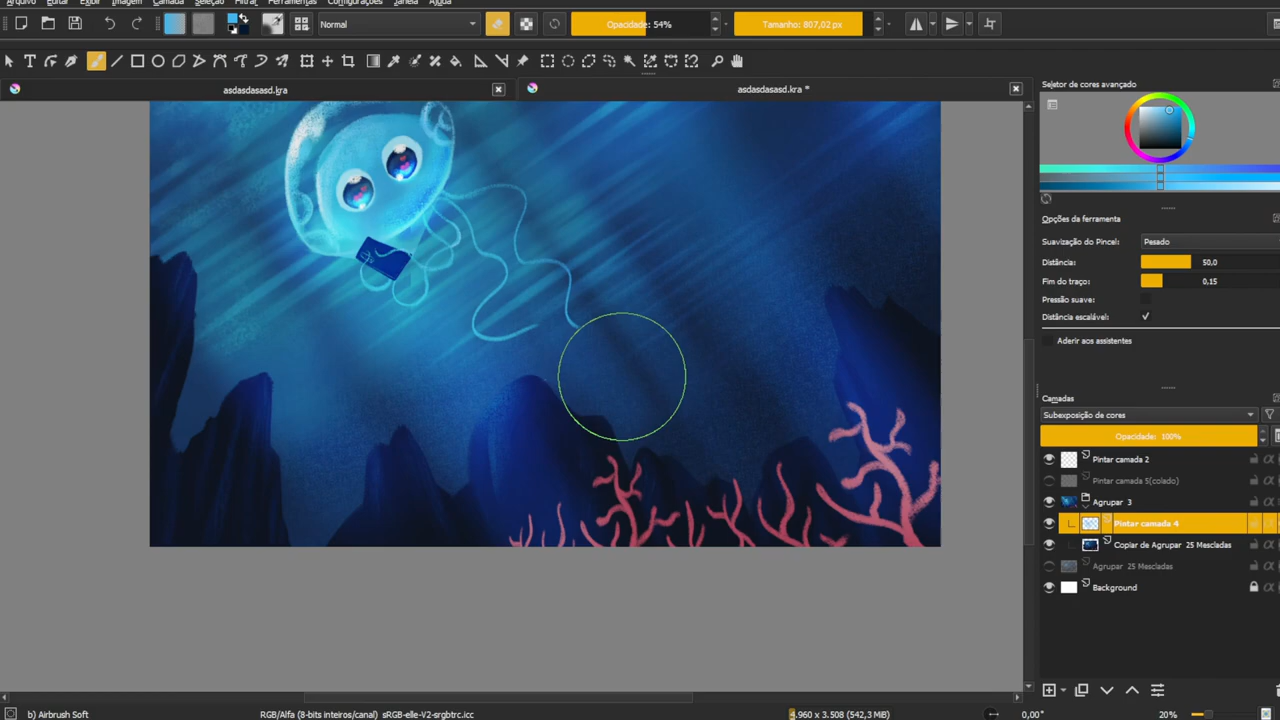 Arquivo Editar Exibir Imagem Camada Seleção Filtrar Ferramentas Configurações Janela Ajuda
Normal Opacidade: 54% Tamanho: 807,02 px
asdasdasasd.kra asdasdasasd.kra *
Sejetor de cores avançado
Opções da ferramenta
Suavização do Pincel: Pesado
Distância: 50,0
Fim do traço: 0,15
Pressão suave:
Distância escalável:
Aderir aos assistentes
Camadas
Subexposição de cores
Opacidade: 100%
Pintar camada 2
Pintar camada 5(colado)
Agrupar 3
Pintar camada 4
Copiar de Agrupar 25 Mescladas
Agrupar 25 Mescladas
Background
b) Airbrush Soft RGB/Alfa (8-bits inteiros/canal) sRGB-elle-V2-srgbtrc.icc 4.960 x 3.508 (542,3 MiB) 0,00° 20%